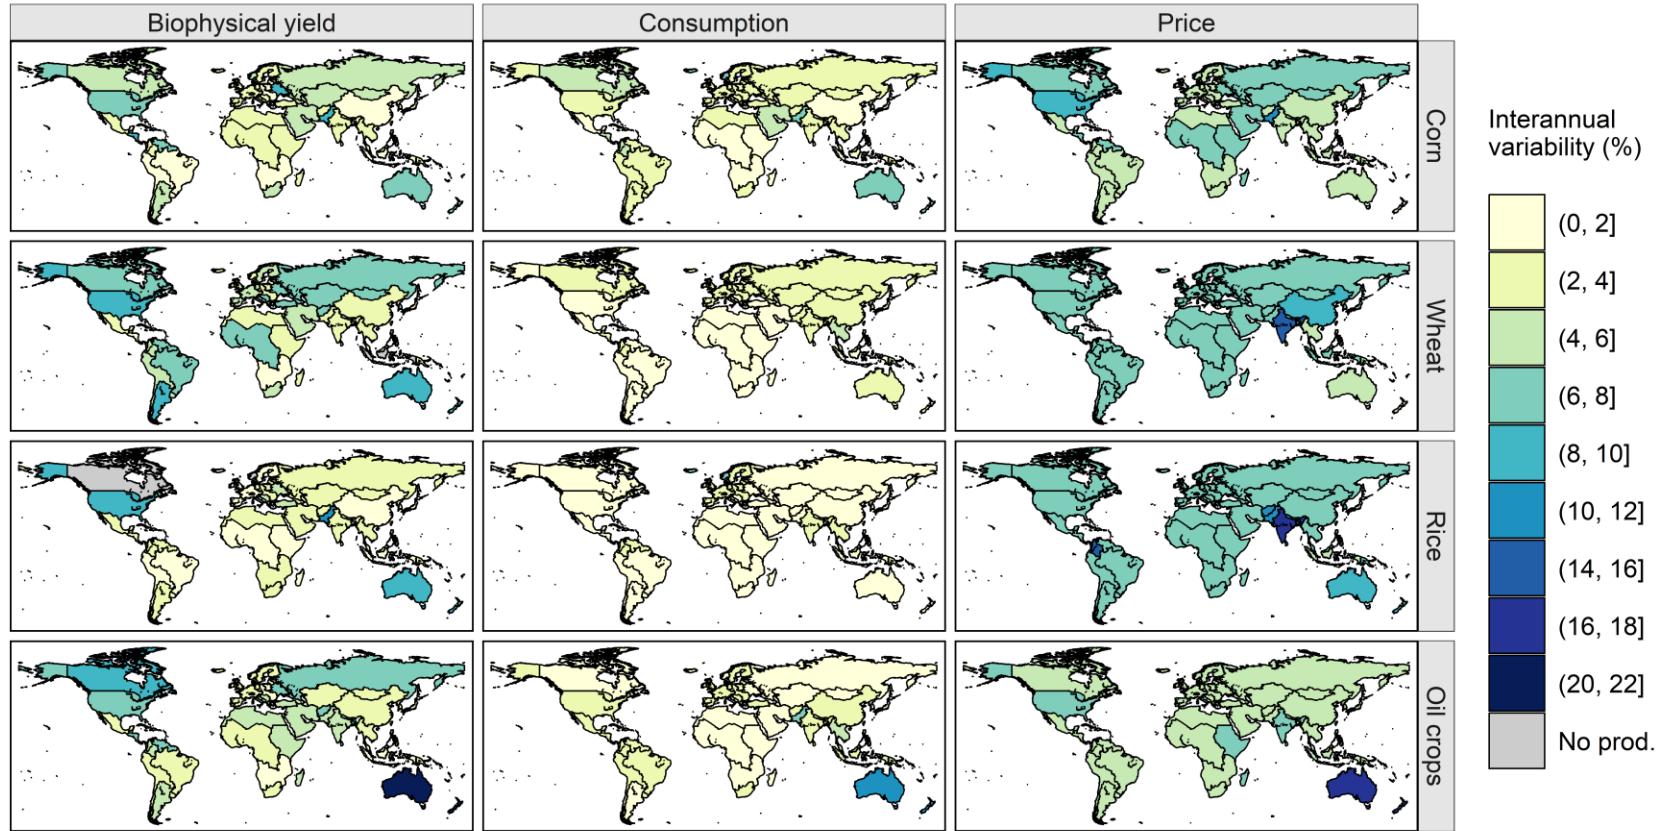 Biophysical yield
Consumption
Price
Corn
Wheat
Rice
Oil crops
Interannual
variability (%)
(0, 2]
(2, 4]
(4, 6]
(6, 8]
(8, 10]
(10, 12]
(14, 16]
(16, 18]
(20, 22]
No prod.